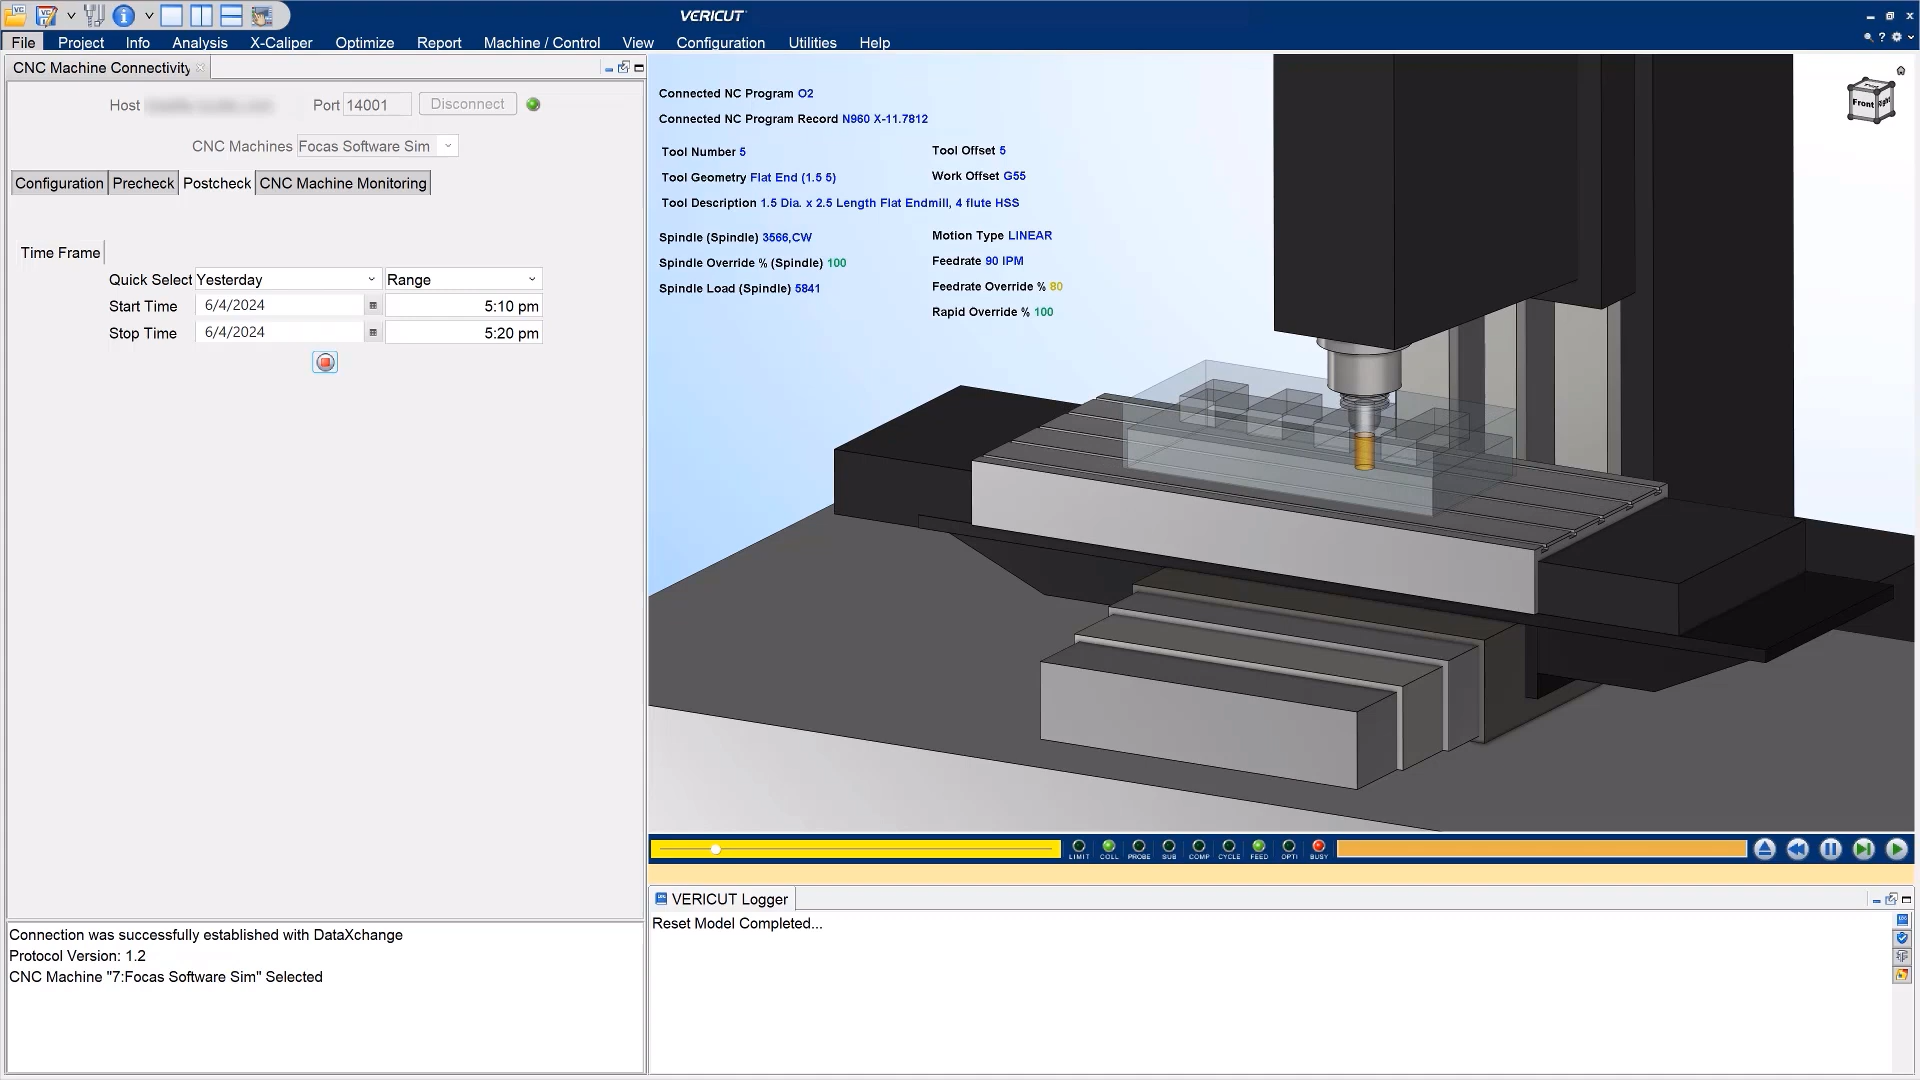 VERICUT
File Project Info Analysis X-Caliper Optimize Report Machine / Control View Configuration Utilities Help
CNC Machine Connectivity
Host Port 14001 Disconnect
CNC Machines Focas Software Sim
Configuration Precheck Postcheck CNC Machine Monitoring
Time Frame
Quick Select Yesterday Range
Start Time 6/4/2024 5:10 pm
Stop Time 6/4/2024 5:20 pm
Connection was successfully established with DataXchange
Protocol Version: 1.2
CNC Machine "7:Focas Software Sim" Selected
Connected NC Program O2
Connected NC Program Record N960 X-11.7812
Tool Number 5 Tool Offset 5
Tool Geometry Flat End (1.5 5) Work Offset G55
Tool Description 1.5 Dia. x 2.5 Length Flat Endmill, 4 flute HSS
Spindle (Spindle) 3566,CW Motion Type LINEAR
Spindle Override % (Spindle) 100 Feedrate 90 IPM
Spindle Load (Spindle) 5841 Feedrate Override % 80
Rapid Override % 100
Front Right
LIMIT COLL PROBE SUB COMP CYCLE FEED OPTI BUSY
VERICUT Logger
Reset Model Completed...